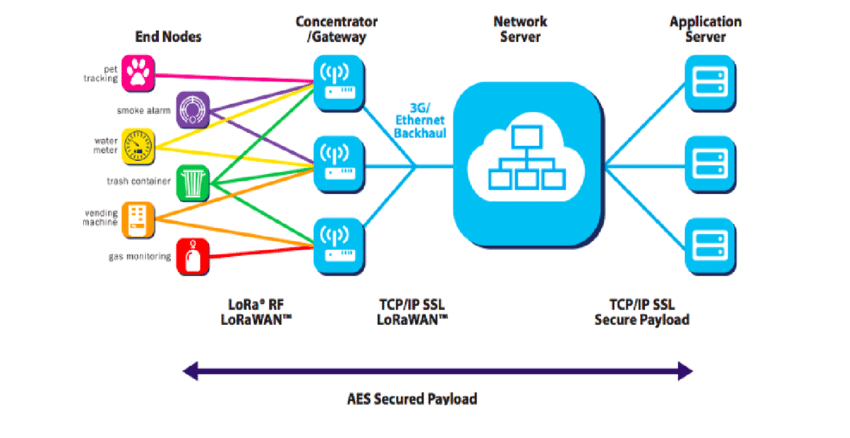 End Nodes
Concentrator
/Gateway
Network
Server
Application
Server
pet
tracking
smoke alarm
water
meter
trash container
vending
machine
gas monitoring
3G/
Ethernet
Backhaul
LoRa® RF
LoRaWAN™
TCP/IP SSL
LoRaWAN™
TCP/IP SSL
Secure Payload
AES Secured Payload